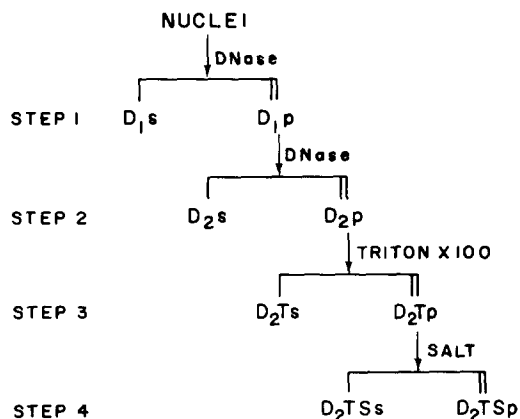 NUCLEI
DNase
STEP 1 D₁s D₁p
DNase
STEP 2 D₂s D₂p
TRITON X100
STEP 3 D₂Ts D₂Tp
SALT
STEP 4 D₂TSs D₂TSp